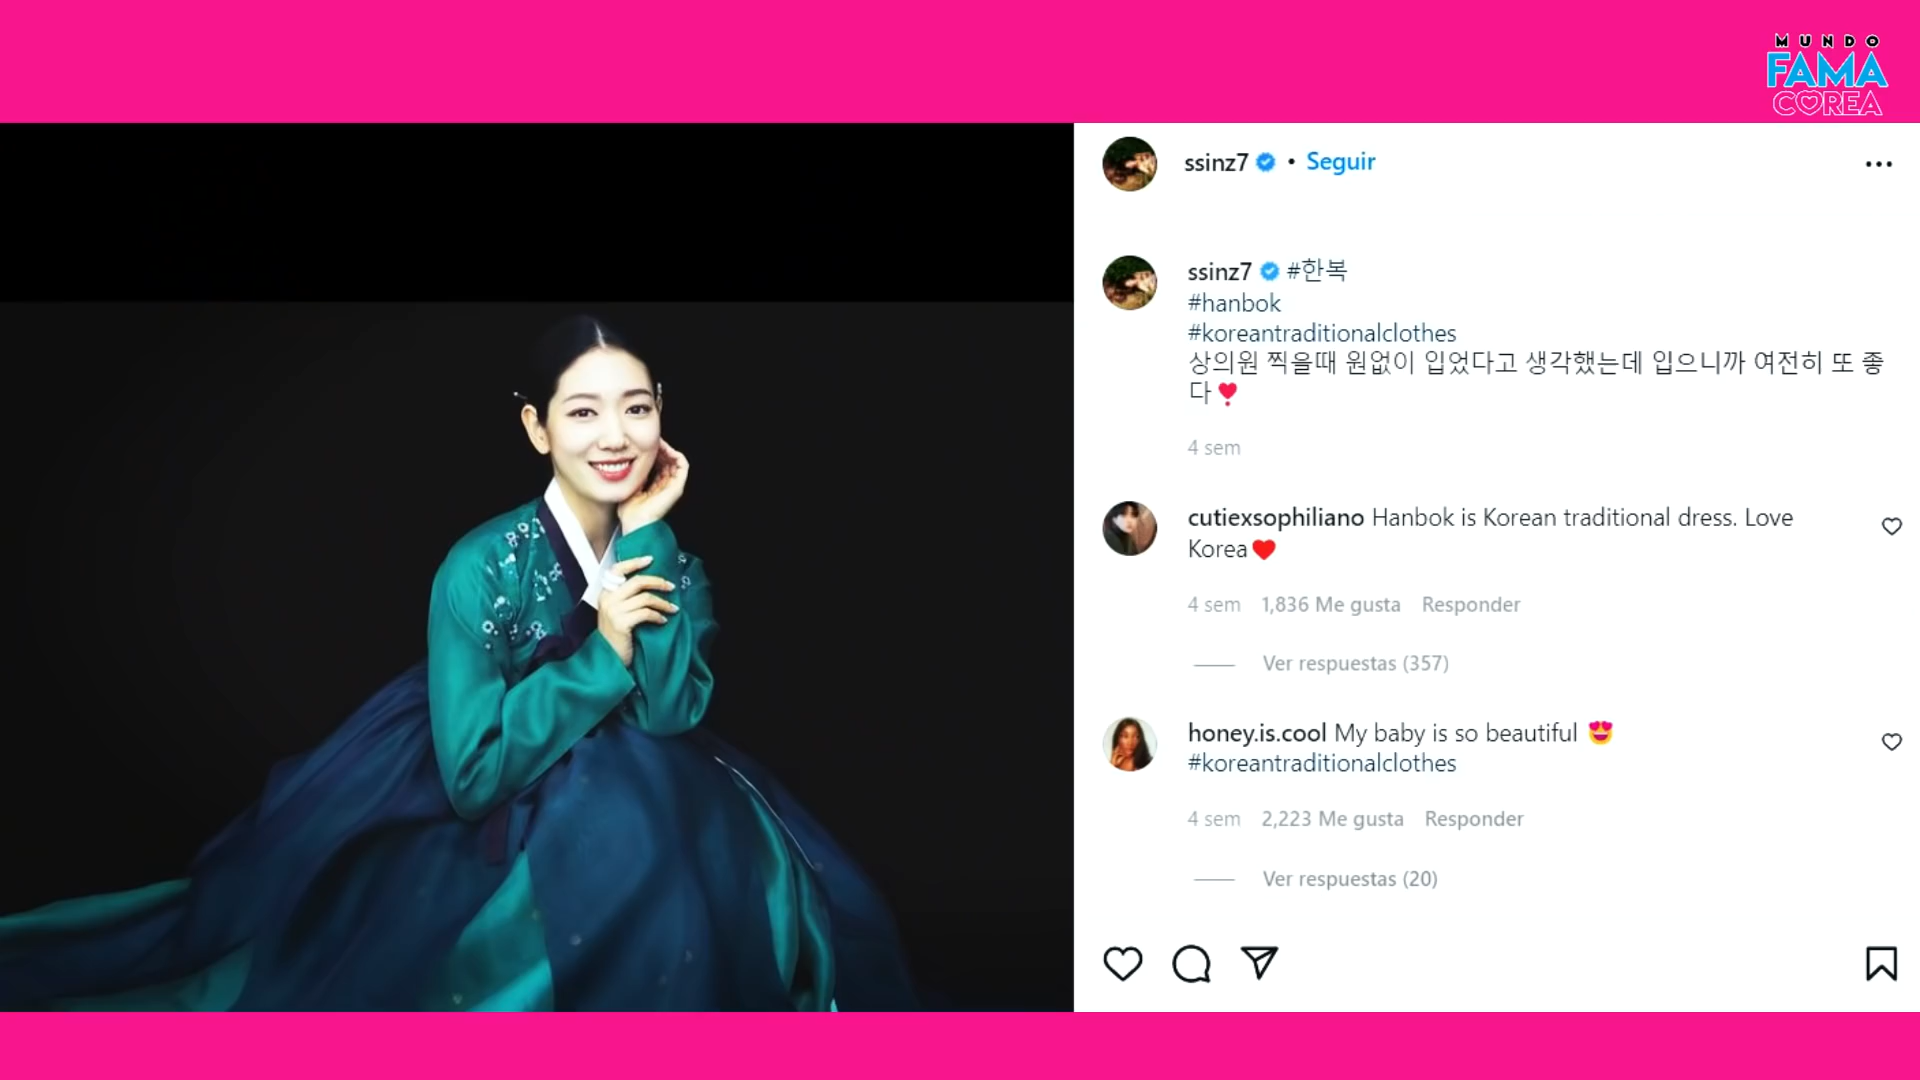 MUNDO
FAMA
COREA
ssinz7 • Seguir
ssinz7 #한복
#hanbok
#koreantraditionalclothes
상의원 찍을때 원없이 입었다고 생각했는데 입으니까 여전히 또 좋
다❣️
4 sem
cutiexsophiliano Hanbok is Korean traditional dress. Love
Korea❤️
4 sem 1,836 Me gusta Responder
Ver respuestas (357)
honey.is.cool My baby is so beautiful 😍
#koreantraditionalclothes
4 sem 2,223 Me gusta Responder
Ver respuestas (20)